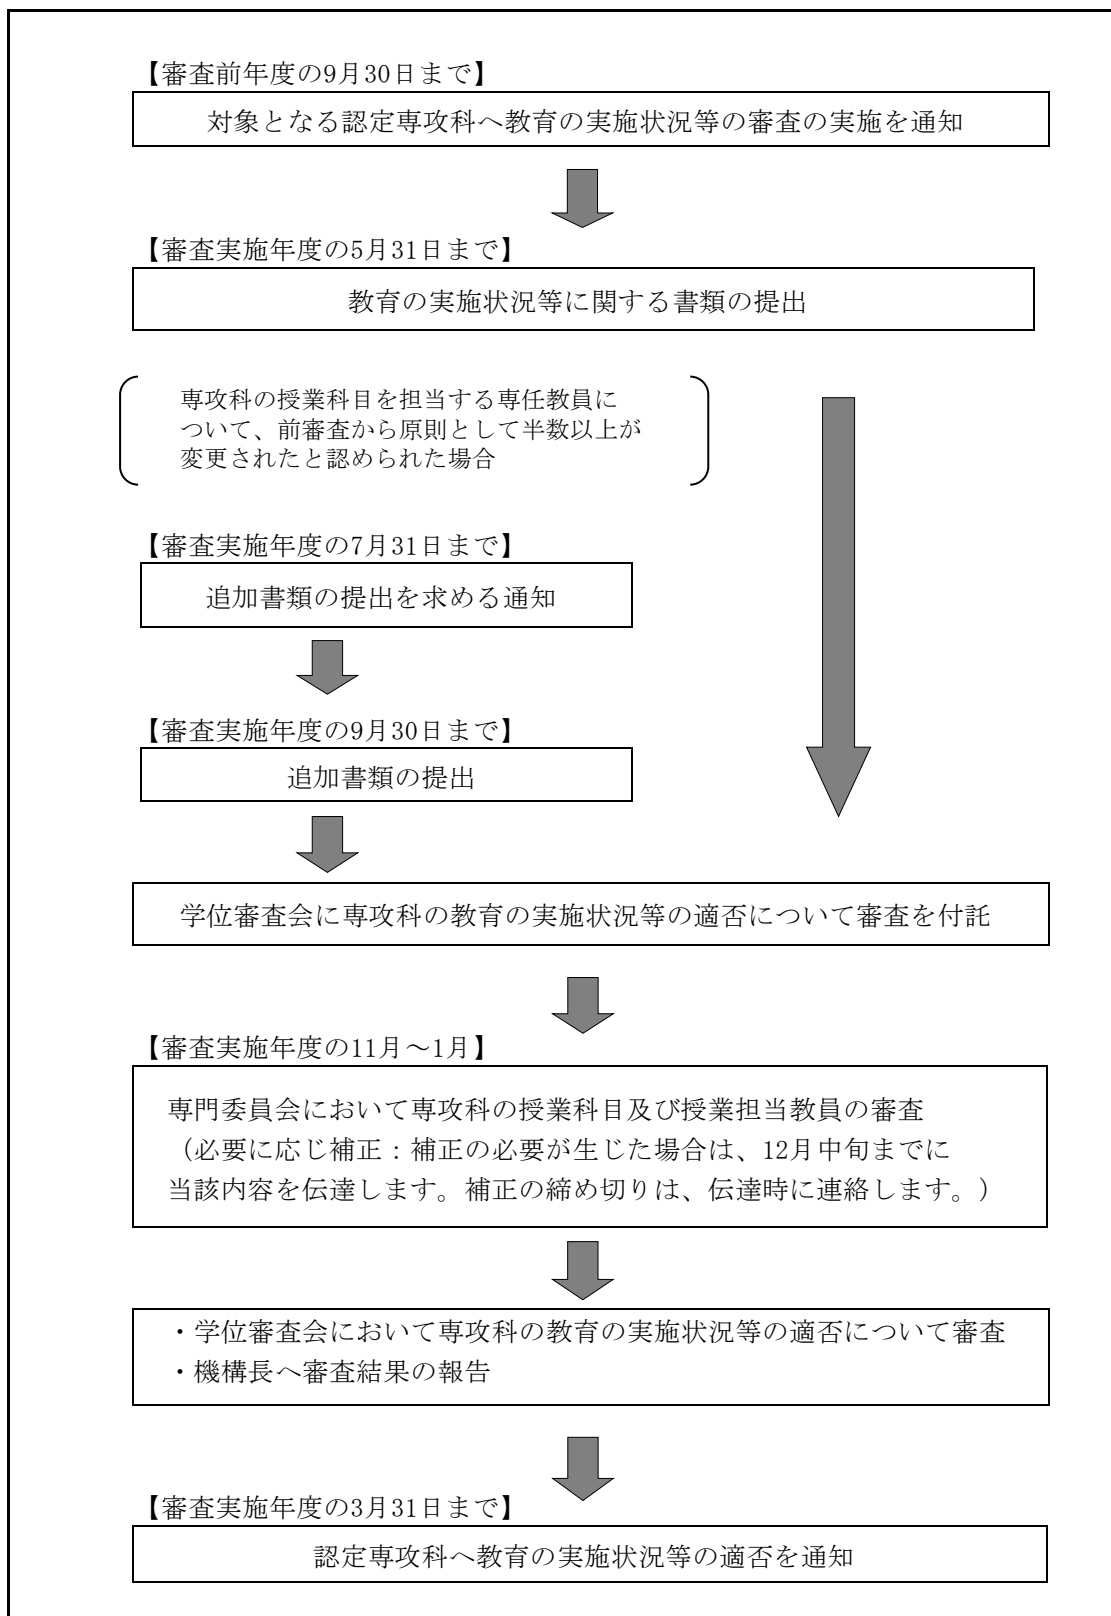 【審査前年度の9月30日まで】
対象となる認定専攻科へ教育の実施状況等の審査の実施を通知
【審査実施年度の5月31日まで】
教育の実施状況等に関する書類の提出
専攻科の授業科目を担当する専任教員に
ついて、前審査から原則として半数以上が
変更されたと認められた場合
【審査実施年度の7月31日まで】
追加書類の提出を求める通知
【審査実施年度の9月30日まで】
追加書類の提出
学位審査会に専攻科の教育の実施状況等の適否について審査を付託
【審査実施年度の11月～1月】
専門委員会において専攻科の授業科目及び授業担当教員の審査
（必要に応じ補正：補正の必要が生じた場合は、12月中旬までに
当該内容を伝達します。補正の締め切りは、伝達時に連絡します。）
・学位審査会において専攻科の教育の実施状況等の適否について審査
・機構長へ審査結果の報告
【審査実施年度の3月31日まで】
認定専攻科へ教育の実施状況等の適否を通知